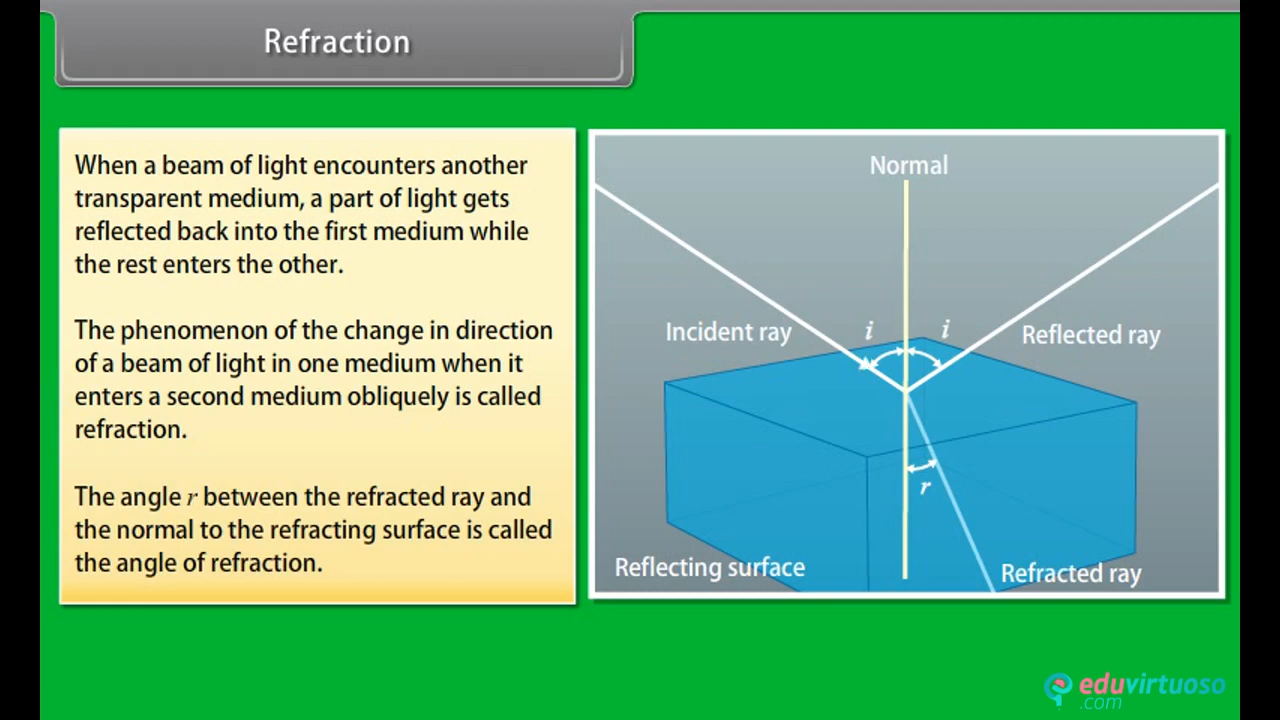 Refraction
When a beam of light encounters another
transparent medium, a part of light gets
reflected back into the first medium while
the rest enters the other.
The phenomenon of the change in direction
of a beam of light in one medium when it
enters a second medium obliquely is called
refraction.
The angle r between the refracted ray and
the normal to the refracting surface is called
the angle of refraction.
Normal
Incident ray
i
i
Reflected ray
r
Reflecting surface
Refracted ray
eduvirtuoso
.com